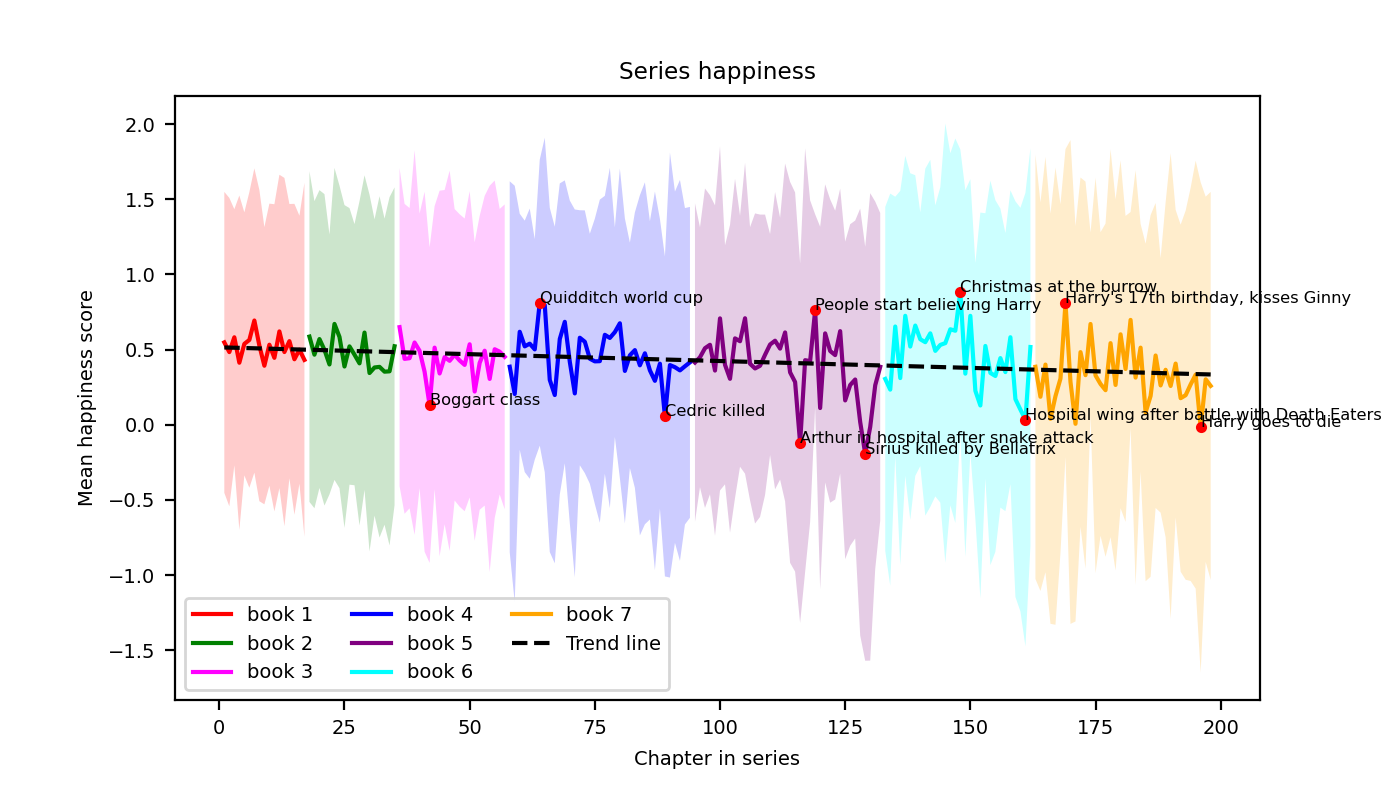 Series happiness
Mean happiness score
2.0
1.5
1.0
0.5
0.0
−0.5
−1.0
−1.5
Christmas at the burrow
Quidditch world cup
Harry's 17th birthday, kisses Ginny
People start believing Harry
Boggart class
Cedric killed
Hospital wing after battle with Death Eaters
Harry goes to die
Arthur in hospital after snake attack
Sirius killed by Bellatrix
book 1
book 2
book 3
book 4
book 5
book 6
book 7
Trend line
0 25 50 75 100 125 150 175 200
Chapter in series